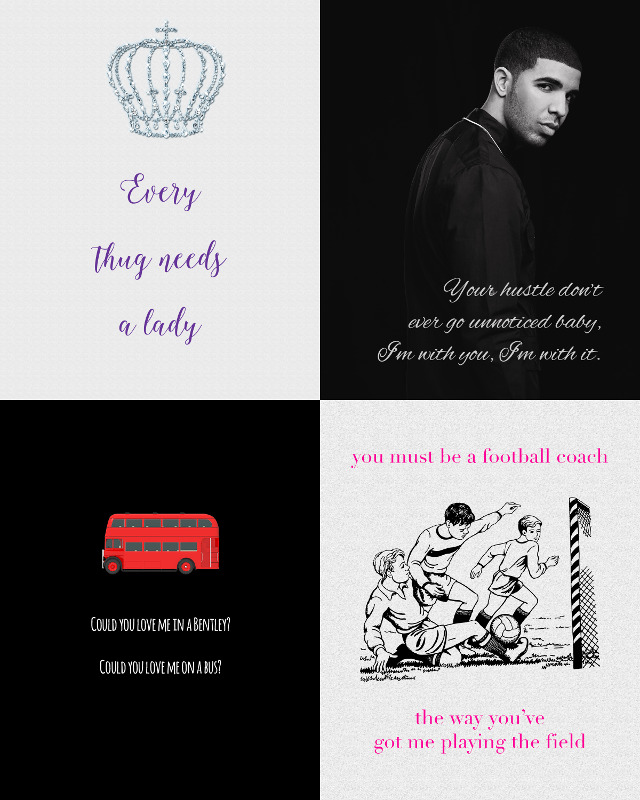 Every
thug needs
a lady
Your hustle don't
ever go unnoticed baby,
I'm with you, I'm with it.
Could you love me in a Bentley?
Could you love me on a bus?
you must be a football coach
the way you've
got me playing the field